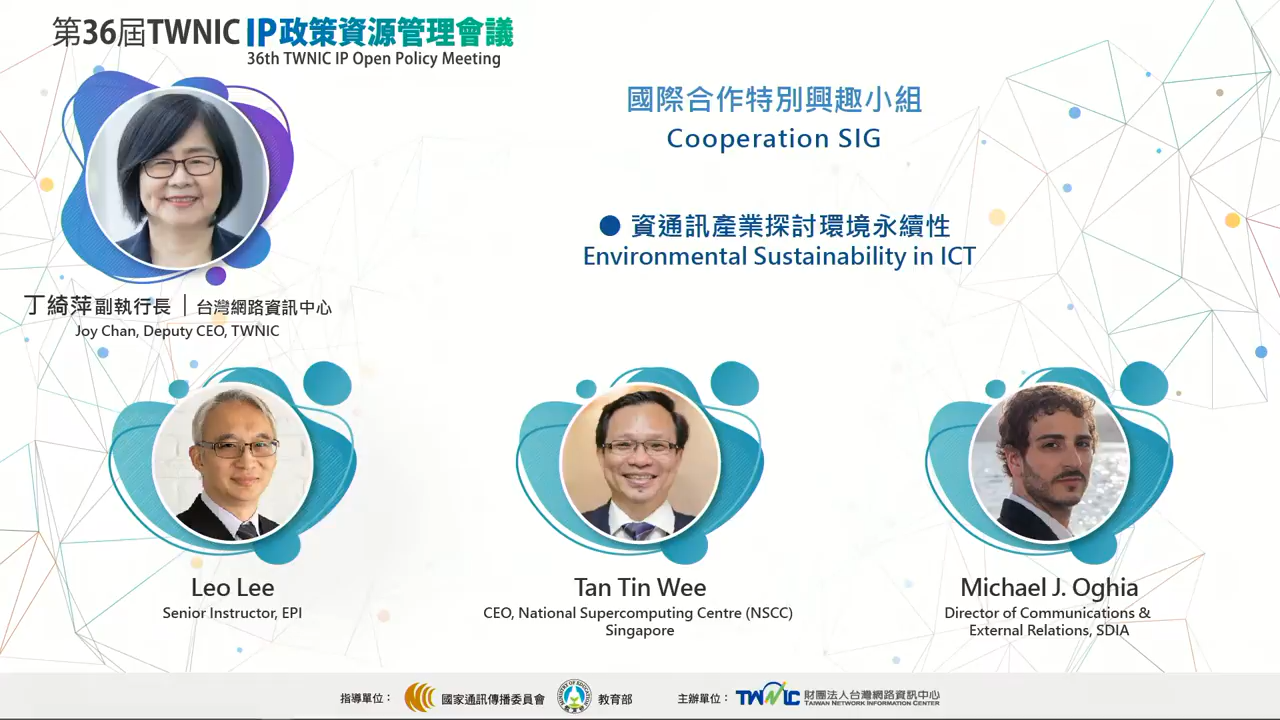 第36屆TWNIC IP政策資源管理會議
36th TWNIC IP Open Policy Meeting
國際合作特別興趣小組
Cooperation SIG
● 資通訊產業探討環境永續性
Environmental Sustainability in ICT
丁綺萍副執行長｜台灣網路資訊中心
Joy Chan, Deputy CEO, TWNIC
Leo Lee
Senior Instructor, EPI
Tan Tin Wee
CEO, National Supercomputing Centre (NSCC)
Singapore
Michael J. Oghia
Director of Communications &
External Relations, SDIA
指導單位： 國家通訊傳播委員會 教育部 主辦單位： TWNIC 財團法人台灣網路資訊中心
TAIWAN NETWORK INFORMATION CENTER